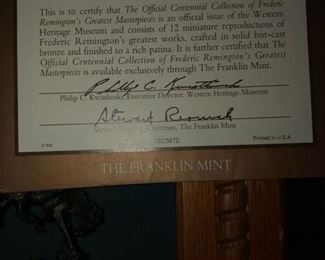 This is to certify that The Official Centennial Collection of Frederic
Remington's Greatest Masterpieces is an official issue of the Western
Heritage Museum and consists of 12 miniature reproductions of
Frederic Remington's greatest works, crafted in solid hot-cast
bronze and finished to a rich patina. It is further certified that The
Official Centennial Collection of Frederic Remington's Greatest
Masterpieces is available exclusively through The Franklin Mint.
Philip C. Kwiatkoski, Executive Director, Western Heritage Museum
Chairman, The Franklin Mint
Printed in U.S.A.
THE FRANKLIN MINT